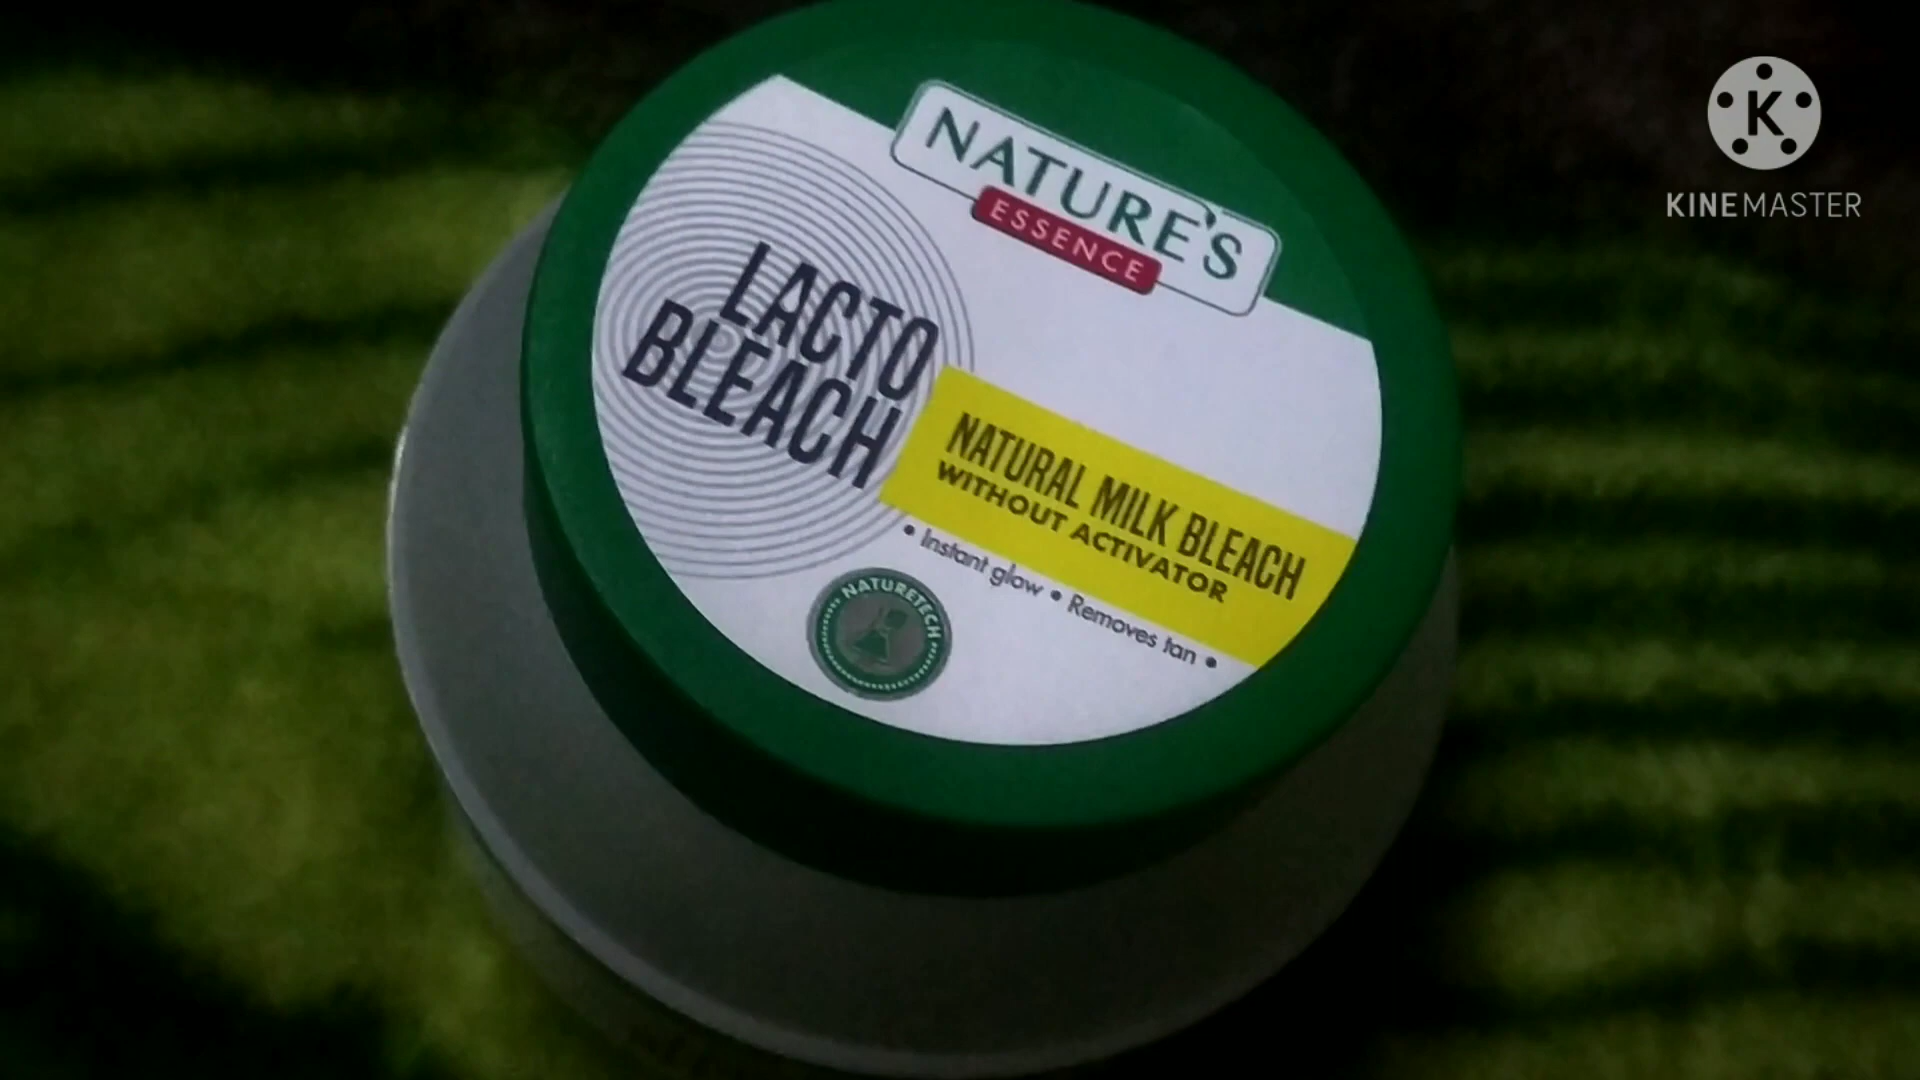 NATURE'S
ESSENCE
LACTO
BLEACH
NATURAL MILK BLEACH
WITHOUT ACTIVATOR
• Instant glow • Removes tan •
NATURETECH
K
KINEMASTER